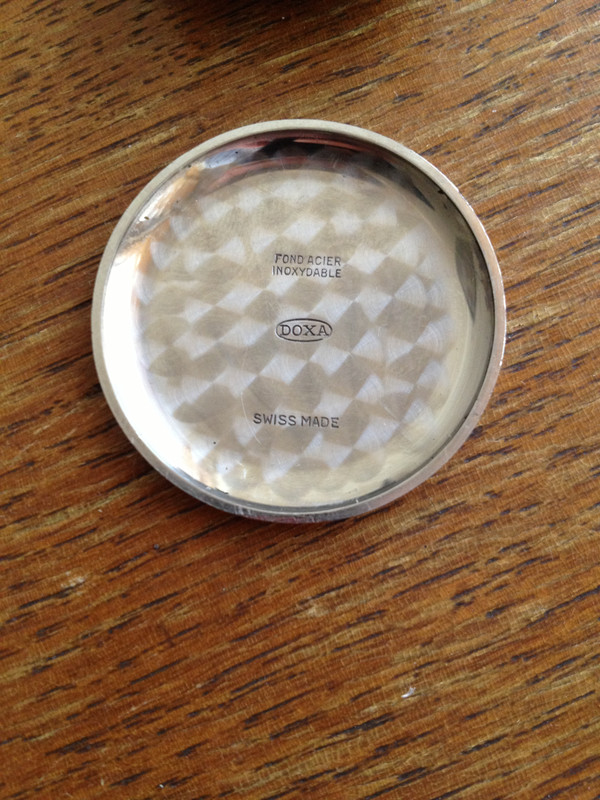 FOND ACIER
INOXYDABLE
DOXA
SWISS MADE